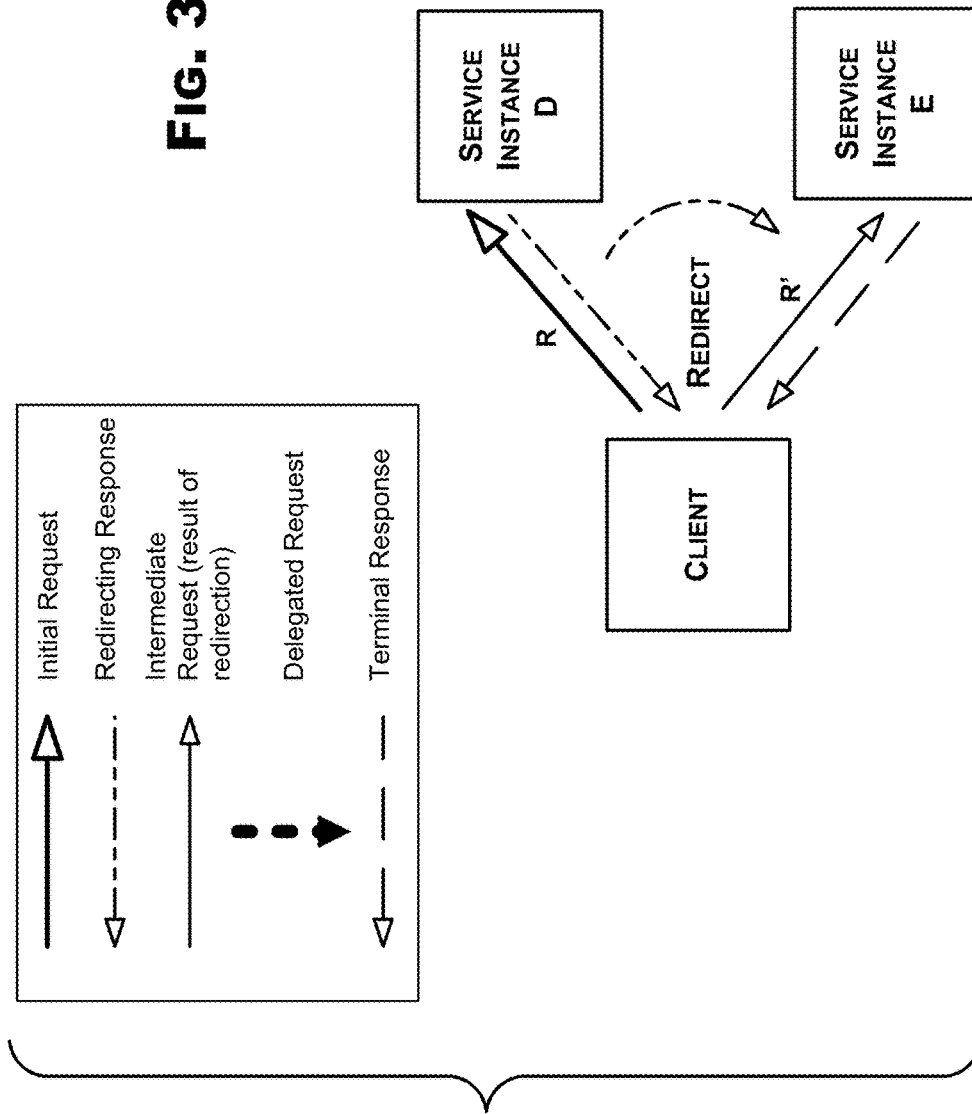 FIG. 3
Initial Request
Redirecting Response
Intermediate
Request (result of
redirection)
Delegated Request
Terminal Response
SERVICE
INSTANCE
D
R
REDIRECT
R'
CLIENT
SERVICE
INSTANCE
E